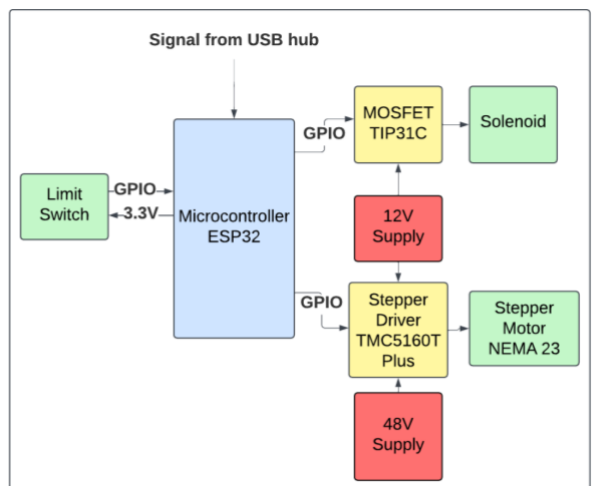 Signal from USB hub
MOSFET
TIP31C
Solenoid
GPIO
GPIO
Limit
Switch
3.3V
Microcontroller
ESP32
12V
Supply
GPIO
Stepper
Driver
TMC5160T
Plus
Stepper
Motor
NEMA 23
48V
Supply